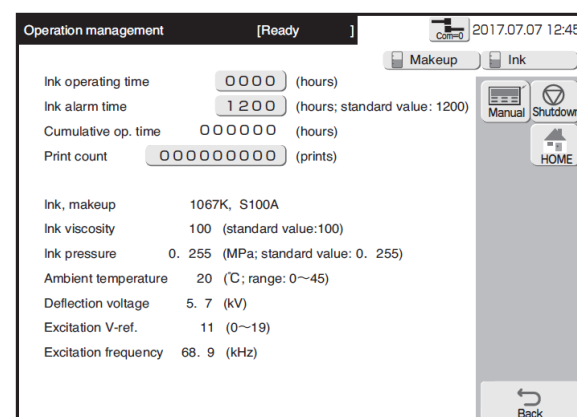 Operation management [Ready ] Com=0 2017.07.07 12:45
Makeup Ink
Ink operating time 0000 (hours)
Ink alarm time 1200 (hours; standard value: 1200)
Cumulative op. time 000000 (hours)
Print count 000000000 (prints)
Manual Shutdown
HOME
Ink, makeup 1067K, S100A
Ink viscosity 100 (standard value:100)
Ink pressure 0. 255 (MPa; standard value: 0. 255)
Ambient temperature 20 (℃; range: 0〜45)
Deflection voltage 5. 7 (kV)
Excitation V-ref. 11 (0〜19)
Excitation frequency 68. 9 (kHz)
Back